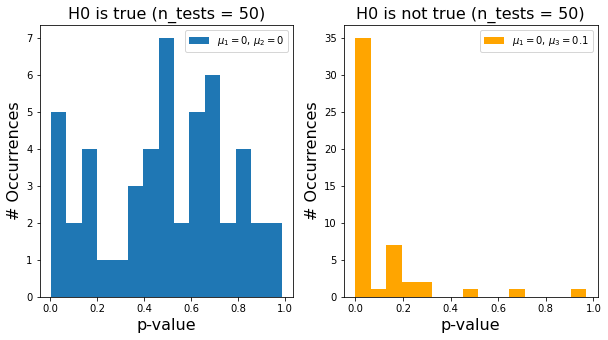 H0 is true (n_tests = 50)
μ₁ = 0, μ₂ = 0
# Occurrences
7
6
5
4
3
2
1
0
0.0 0.2 0.4 0.6 0.8 1.0
p-value
H0 is not true (n_tests = 50)
μ₁ = 0, μ₃ = 0.1
# Occurrences
35
30
25
20
15
10
5
0
0.0 0.2 0.4 0.6 0.8 1.0
p-value